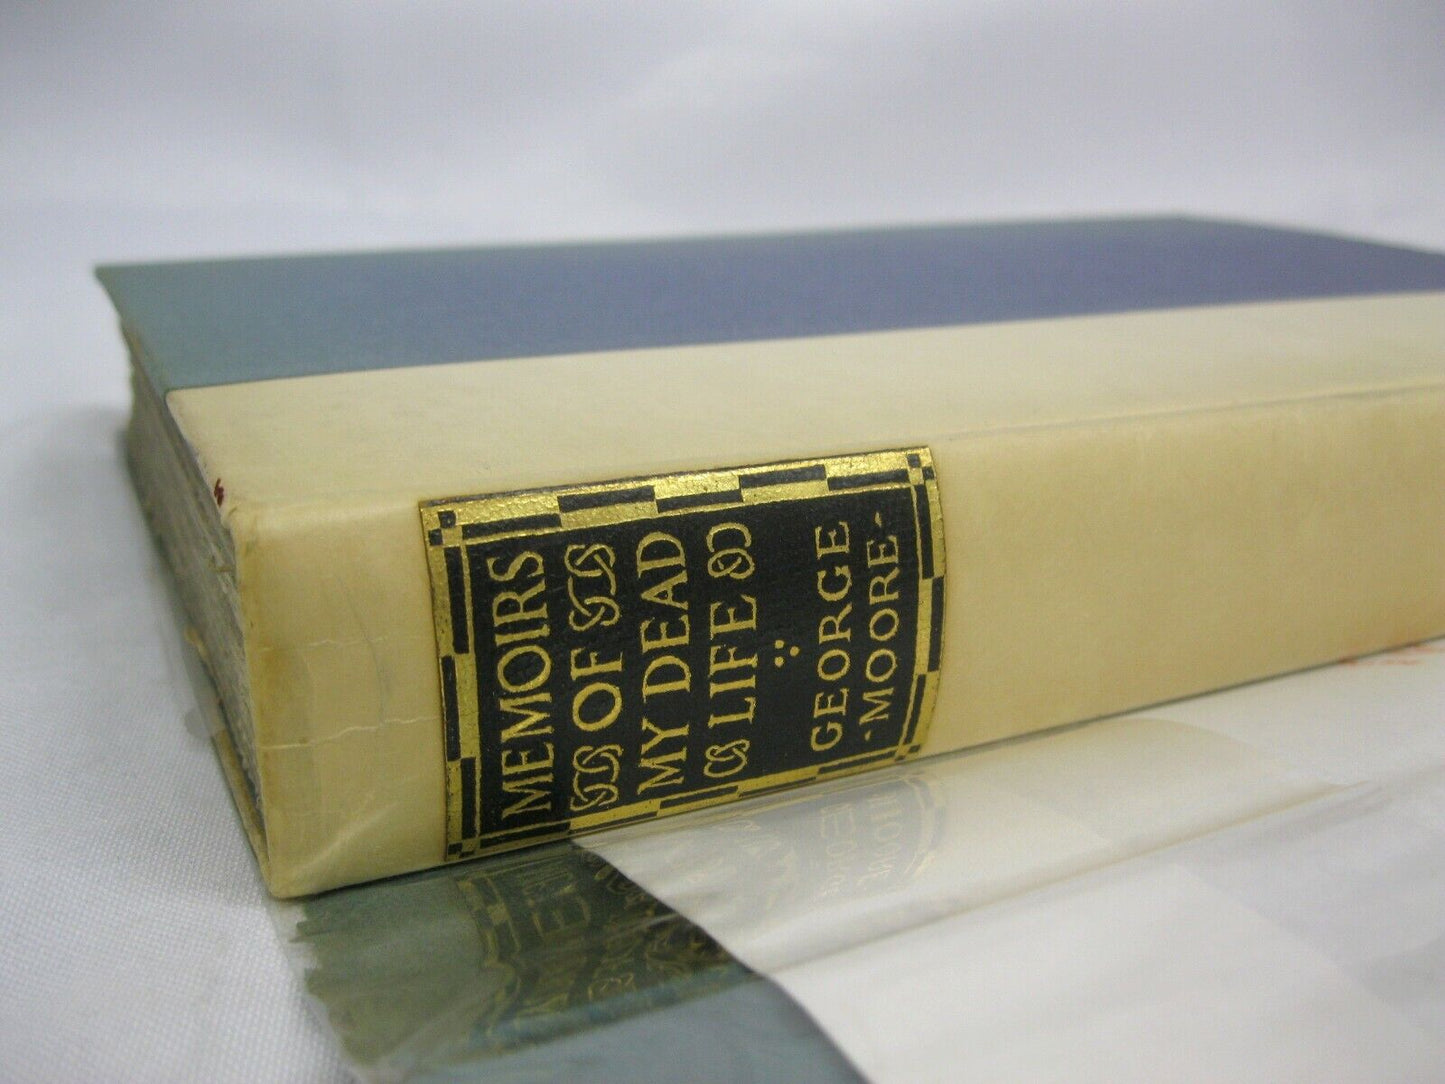 MEMOIRS
OF
MY DEAD
LIFE
GEORGE
-MOORE-